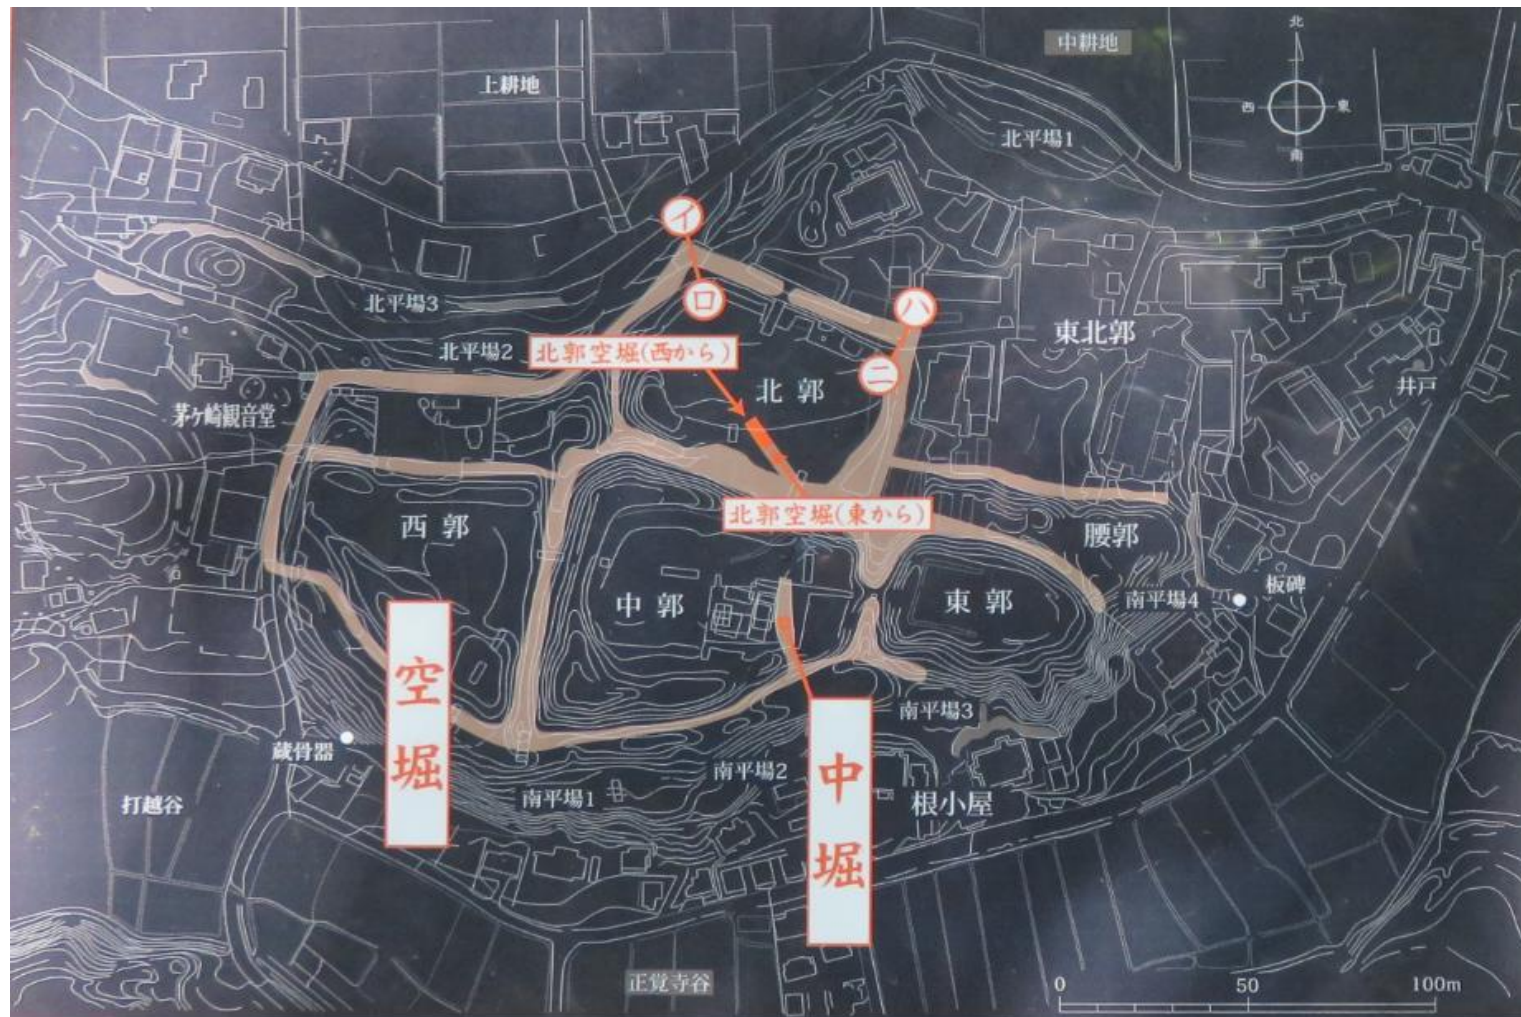 北
中耕地
上耕地
西
東
南
北平場1
イ
ロ
ハ
北平場3
東北郭
北平場2
北郭空堀(西から)
ニ
北郭
井戸
茅ヶ崎観音堂
北郭空堀(東から)
西郭
腰郭
板碑
中郭
東郭
南平場4
空堀
南平場3
蔵骨器
南平場2
中堀
南平場1
根小屋
打越谷
正覚寺谷
0 50 100m